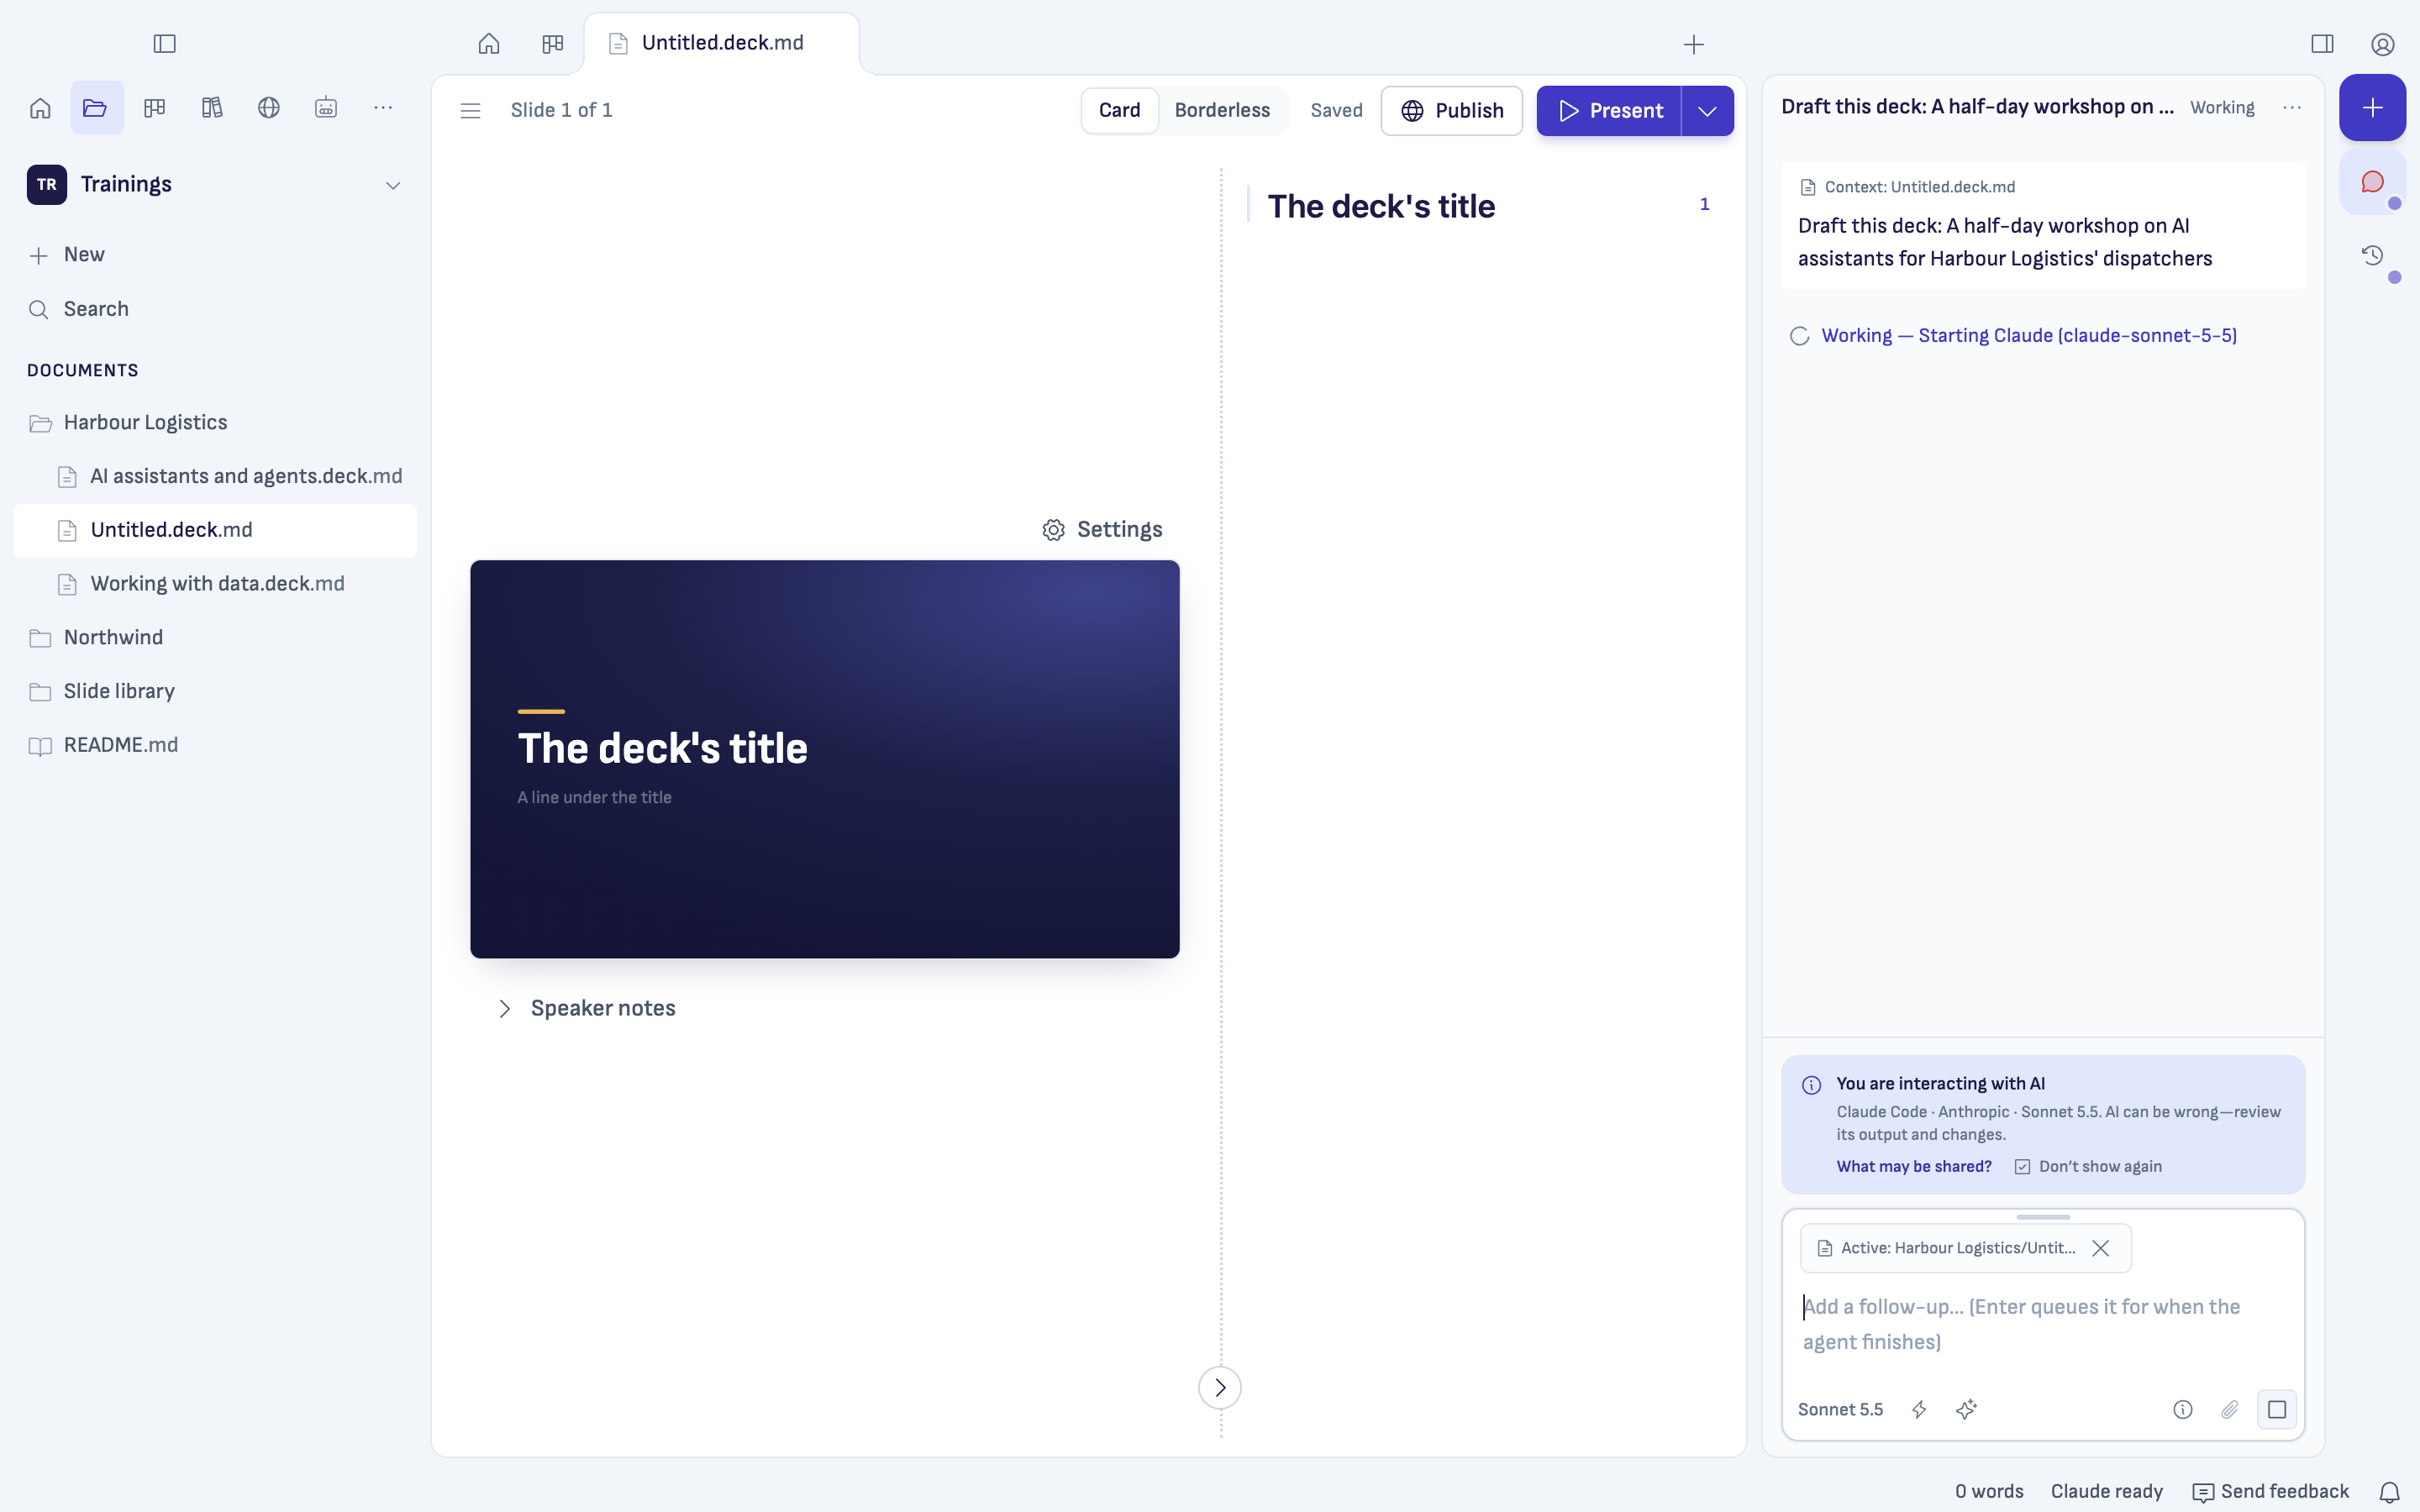 Untitled.deck.md
TR Trainings
New
Search
DOCUMENTS
Harbour Logistics
AI assistants and agents.deck.md
Untitled.deck.md
Working with data.deck.md
Northwind
Slide library
README.md
Slide 1 of 1
Card
Borderless
Saved
Publish
Present
Settings
The deck's title
A line under the title
Speaker notes
The deck's title
1
Draft this deck: A half-day workshop on ...
Working
Context: Untitled.deck.md
Draft this deck: A half-day workshop on AI
assistants for Harbour Logistics' dispatchers
Working — Starting Claude (claude-sonnet-5-5)
You are interacting with AI
Claude Code · Anthropic · Sonnet 5.5. AI can be wrong—review
its output and changes.
What may be shared?
Don't show again
Active: Harbour Logistics/Untit...
Add a follow-up... (Enter queues it for when the
agent finishes)
Sonnet 5.5
0 words
Claude ready
Send feedback